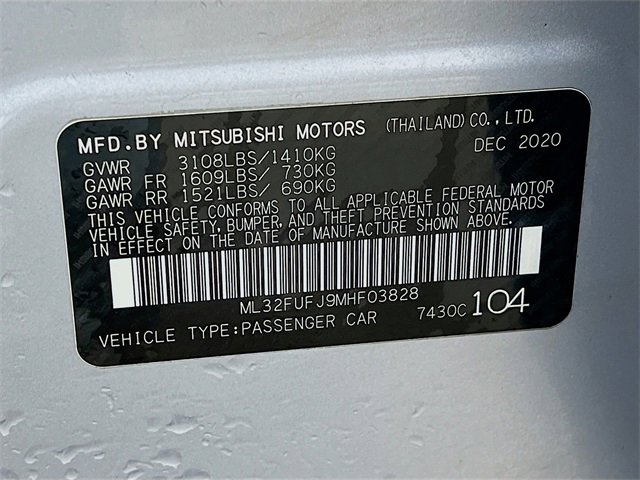 MFD.BY MITSUBISHI MOTORS (THAILAND) CO.,LTD.
GVWR 3108LBS/1410KG DEC 2020
GAWR FR 1609LBS/ 730KG
GAWR RR 1521LBS/ 690KG
THIS VEHICLE CONFORMS TO ALL APPLICABLE FEDERAL MOTOR
VEHICLE SAFETY, BUMPER, AND THEFT PREVENTION STANDARDS
IN EFFECT ON THE DATE OF MANUFACTURE SHOWN ABOVE.
ML32FUFJ9MHF03828
VEHICLE TYPE:PASSENGER CAR 7430C 104